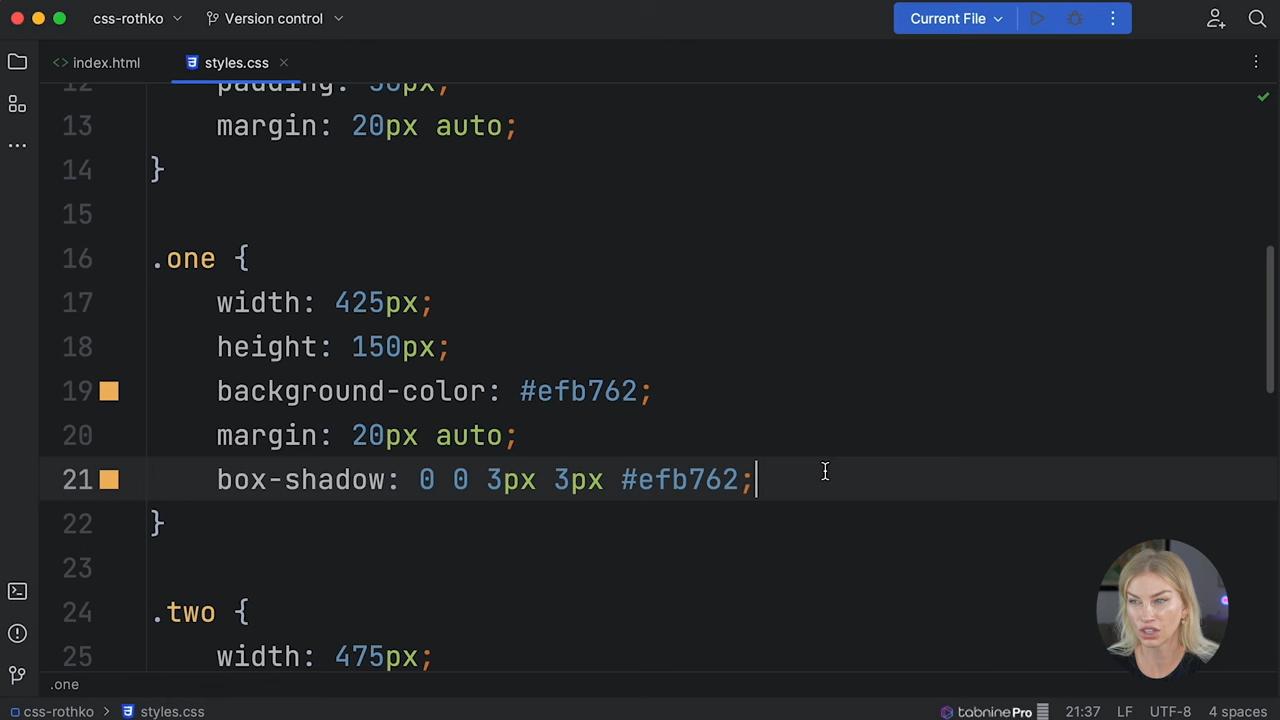 css-rothko Version control Current File
<> index.html styles.css
12 padding: 50px;
13 margin: 20px auto;
14 }
15
16 .one {
17 width: 425px;
18 height: 150px;
19 background-color: #efb762;
20 margin: 20px auto;
21 box-shadow: 0 0 3px 3px #efb762;
22 }
23
24 .two {
25 width: 475px;
.one
css-rothko > styles.css tabnine Pro 21:37 LF UTF-8 4 spaces